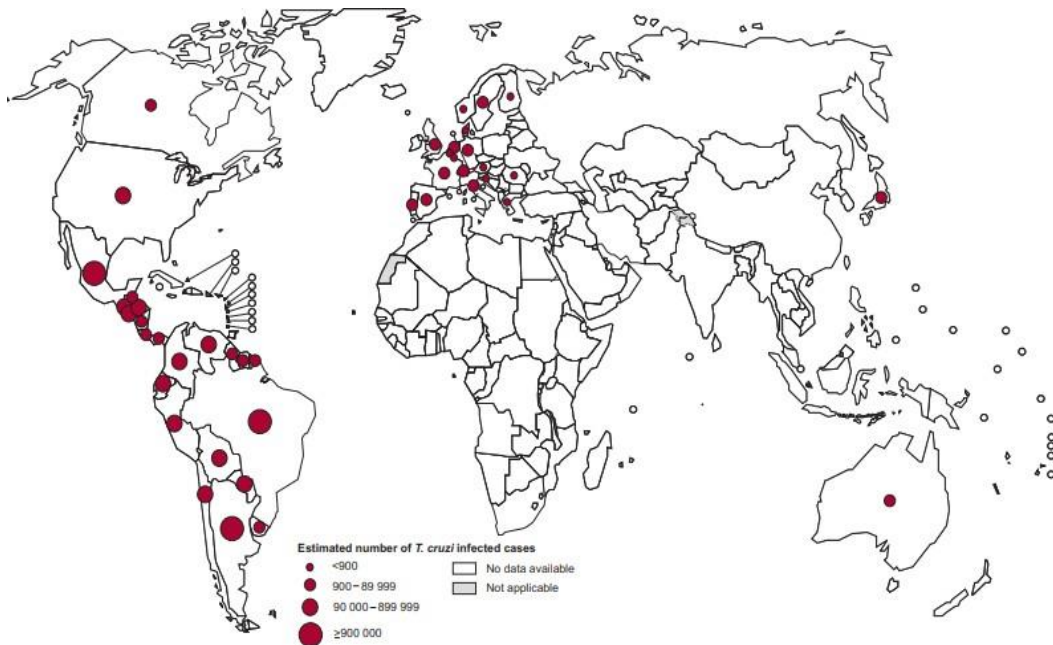 Estimated number of T. cruzi infected cases
<900
900–89 999
90 000–899 999
≥900 000
No data available
Not applicable